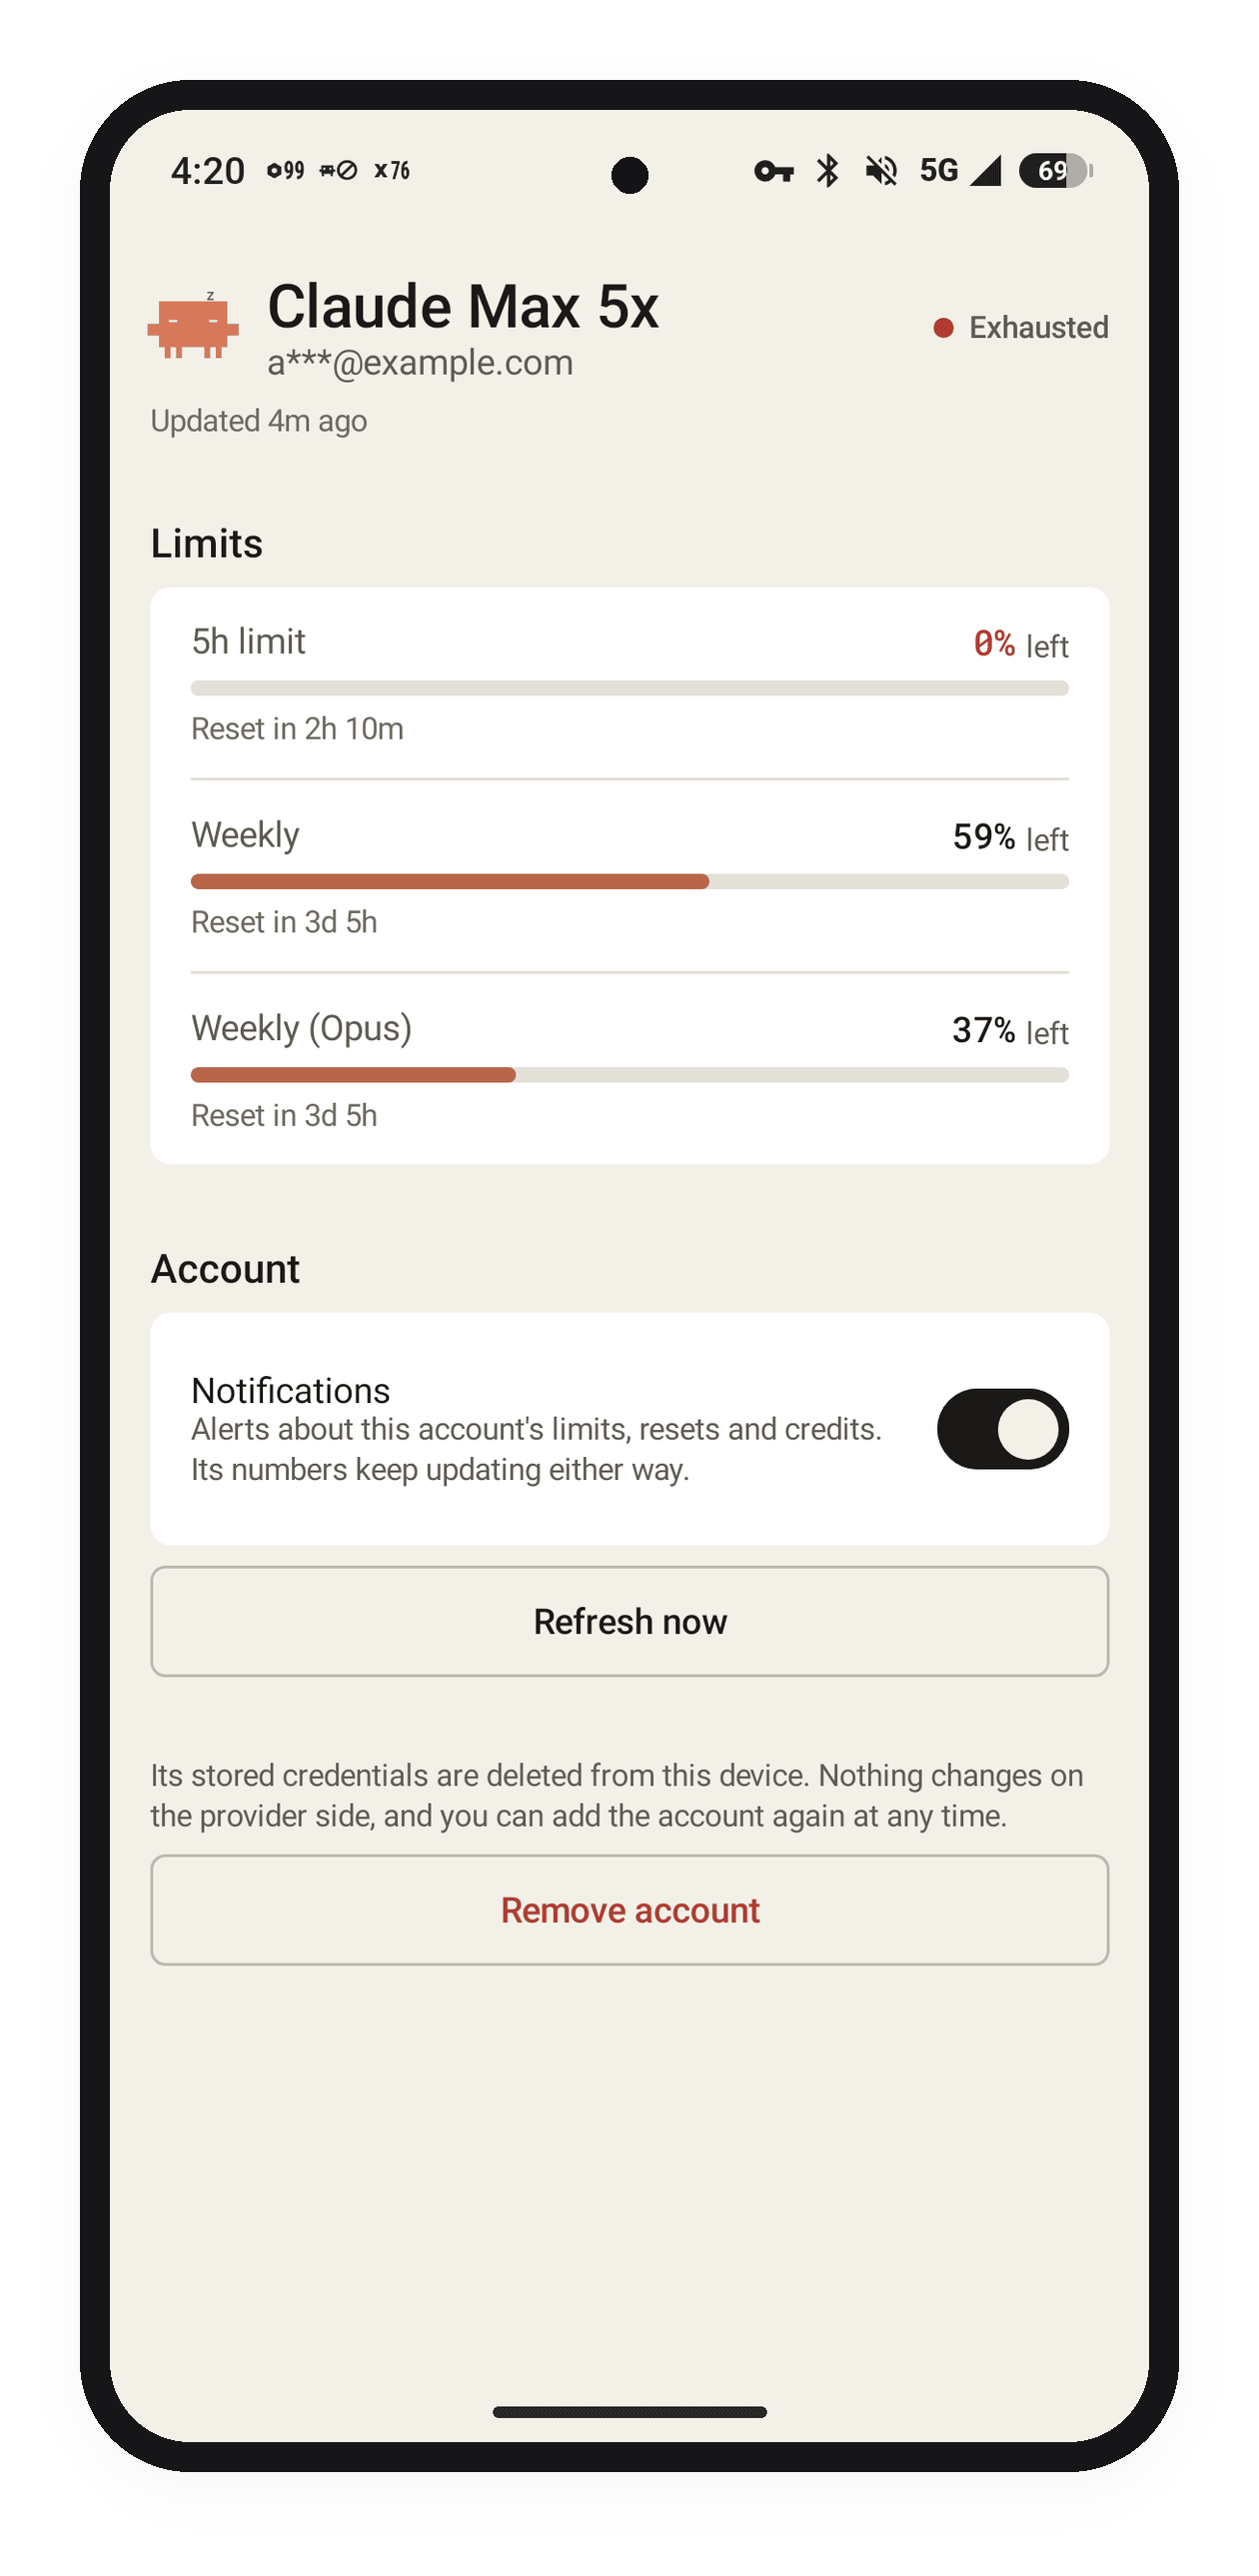 4:20 99 x 76 5G 69
z
Claude Max 5x
a***@example.com
Exhausted
Updated 4m ago
Limits
5h limit
0% left
Reset in 2h 10m
Weekly
59% left
Reset in 3d 5h
Weekly (Opus)
37% left
Reset in 3d 5h
Account
Notifications
Alerts about this account's limits, resets and credits.
Its numbers keep updating either way.
Refresh now
Its stored credentials are deleted from this device. Nothing changes on
the provider side, and you can add the account again at any time.
Remove account